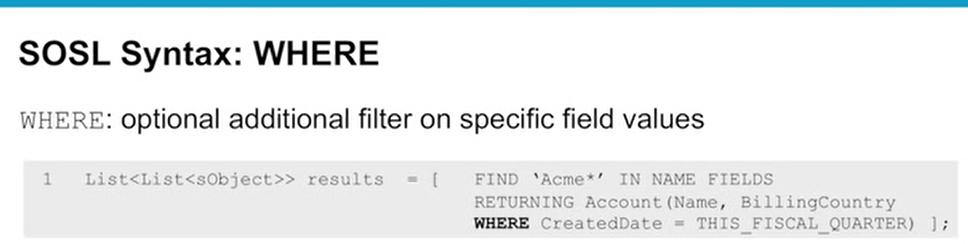 SOSL Syntax: WHERE
WHERE: optional additional filter on specific field values
1 List<List<sObject>> results = [ FIND ‘Acme*’ IN NAME FIELDS
RETURNING Account(Name, BillingCountry
WHERE CreatedDate = THIS_FISCAL_QUARTER) ];